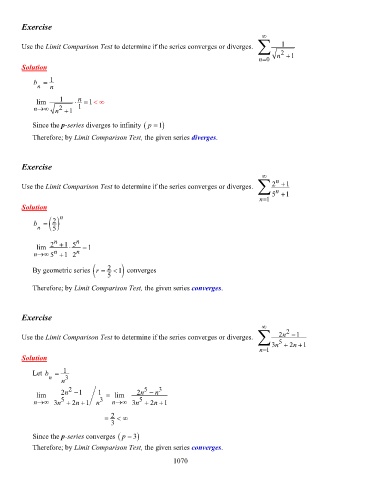 Exercise
Use the Limit Comparison Test to determine if the series converges or diverges. \sum_{n=0}^{\infty} \frac{1}{\sqrt{n^2+1}}
Solution
b_n = \frac{1}{n}
\lim_{n\to\infty} \frac{1}{\sqrt{n^2+1}} \cdot \frac{n}{1} = 1 < \infty
Since the p-series diverges to infinity (p = 1)
Therefore; by Limit Comparison Test, the given series diverges.
Exercise
Use the Limit Comparison Test to determine if the series converges or diverges. \sum_{n=1}^{\infty} \frac{2^n+1}{5^n+1}
Solution
b_n = \left(\frac{2}{5}\right)^n
\lim_{n\to\infty} \frac{2^n+1}{5^n+1} \cdot \frac{5^n}{2^n} = 1
By geometric series \left(r = \frac{2}{5} < 1\right) converges
Therefore; by Limit Comparison Test, the given series converges.
Exercise
Use the Limit Comparison Test to determine if the series converges or diverges. \sum_{n=1}^{\infty} \frac{2n^2-1}{3n^5+2n+1}
Solution
Let b_n = \frac{1}{n^3}
\lim_{n\to\infty} \frac{2n^2-1}{3n^5+2n+1} / \frac{1}{n^3} = \lim_{n\to\infty} \frac{2n^5-n^3}{3n^5+2n+1}
= \frac{2}{3} < \infty
Since the p-series converges (p = 3)
Therefore; by Limit Comparison Test, the given series converges.
1070